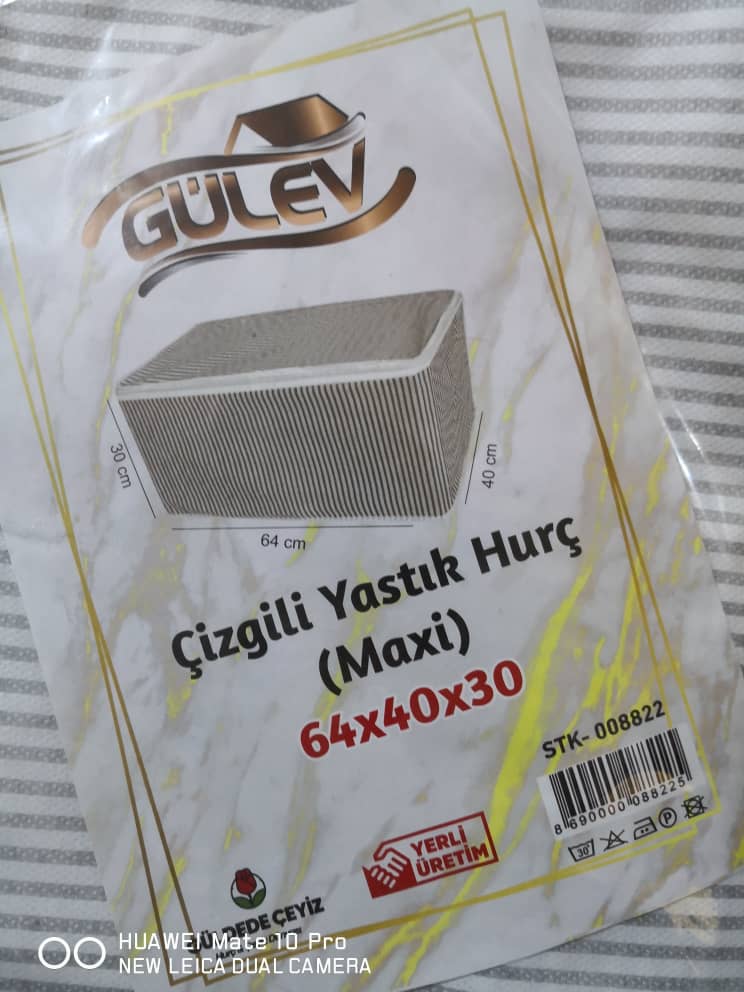 GÜLEV
30 cm
40 cm
64 cm
Çizgili Yastık Hurç
(Maxi)
64x40x30
STK- 008822
8 690000 088225
30°
P
YERLİ
ÜRETİM
DEDE ÇEYİZ
HUAWEI Mate 10 Pro
NEW LEICA DUAL CAMERA